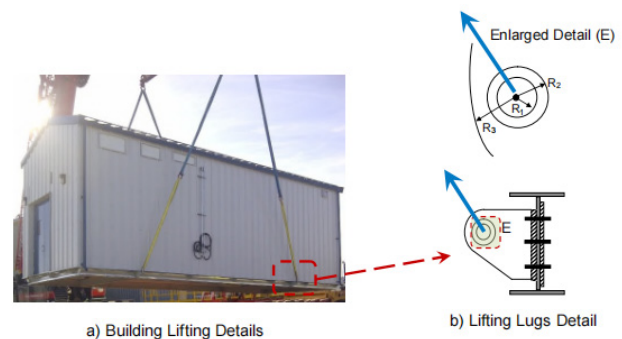 Enlarged Detail (E)
R₂
R₁
R₃
E
a) Building Lifting Details
b) Lifting Lugs Detail